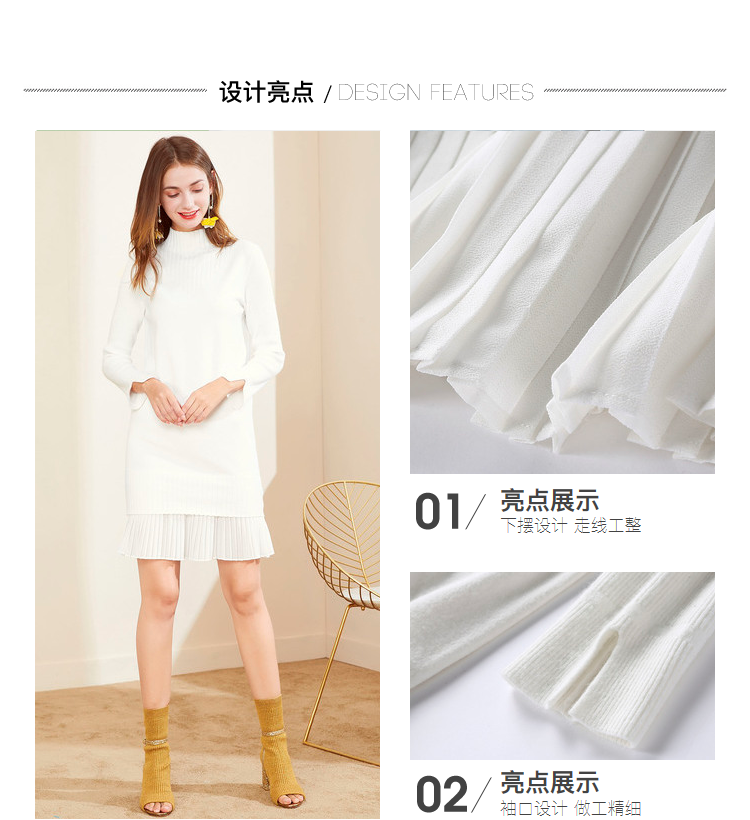 设计亮点 / DESIGN FEATURES
01/ 亮点展示
下摆设计 走线工整
02/ 亮点展示
袖口设计 做工精细